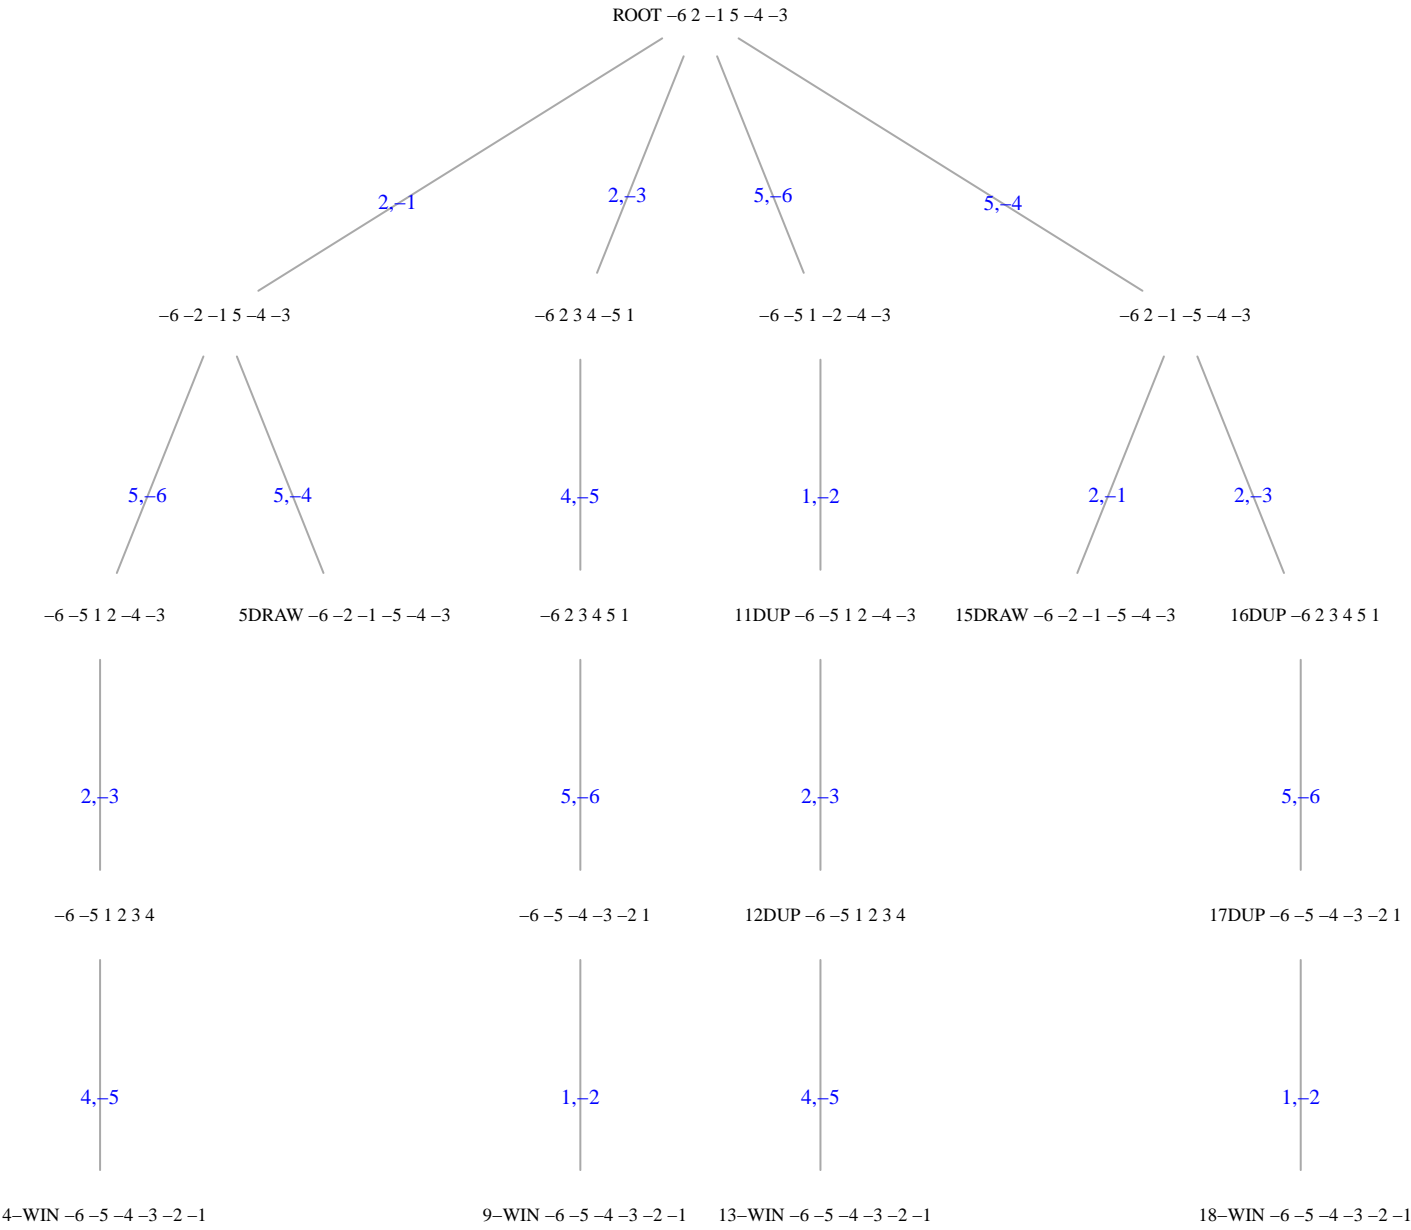 ROOT –6 2 –1 5 –4 –3
2,–1
2,–3
5,–6
5,–4
–6 –2 –1 5 –4 –3
–6 2 3 4 –5 1
–6 –5 1 –2 –4 –3
–6 2 –1 –5 –4 –3
5,–6
5,–4
4,–5
1,–2
2,–1
2,–3
–6 –5 1 2 –4 –3
5DRAW –6 –2 –1 –5 –4 –3
–6 2 3 4 5 1
11DUP –6 –5 1 2 –4 –3
15DRAW –6 –2 –1 –5 –4 –3
16DUP –6 2 3 4 5 1
2,–3
5,–6
2,–3
5,–6
–6 –5 1 2 3 4
–6 –5 –4 –3 –2 1
12DUP –6 –5 1 2 3 4
17DUP –6 –5 –4 –3 –2 1
4,–5
1,–2
4,–5
1,–2
4–WIN –6 –5 –4 –3 –2 –1
9–WIN –6 –5 –4 –3 –2 –1
13–WIN –6 –5 –4 –3 –2 –1
18–WIN –6 –5 –4 –3 –2 –1